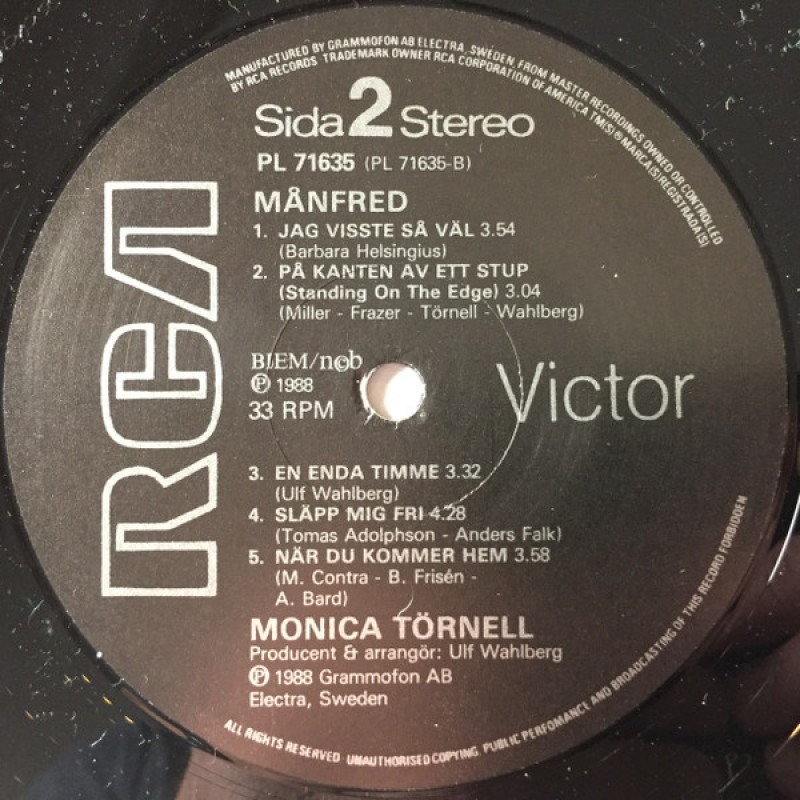 MANUFACTURED BY GRAMMOFON AB ELECTRA, SWEDEN, FROM MASTER RECORDINGS OWNED OR CONTROLLED
BY RCA RECORDS TRADEMARK OWNER RCA CORPORATION OF AMERICA TM(S)®MARCA(S)REGISTRADA(S)
Sida 2 Stereo
PL 71635 (PL 71635-B)
MÅNFRED
1. JAG VISSTE SÅ VÄL 3.54
(Barbara Helsingius)
2. PÅ KANTEN AV ETT STUP
(Standing On The Edge) 3.04
(Miller - Frazer - Törnell - Wahlberg)
RCA
BIEM/n©b
Ⓟ 1988
33 RPM
Victor
3. EN ENDA TIMME 3.32
(Ulf Wahlberg)
4. SLÄPP MIG FRI 4.28
(Tomas Adolphson - Anders Falk)
5. NÄR DU KOMMER HEM 3.58
(M. Contra - B. Frisén -
A. Bard)
MONICA TÖRNELL
Producent & arrangör: Ulf Wahlberg
Ⓟ 1988 Grammofon AB
Electra, Sweden
ALL RIGHTS RESERVED - UNAUTHORISED COPYING, PUBLIC PERFOMANCE AND BROADCASTING OF THIS RECORD FORBIDDEN